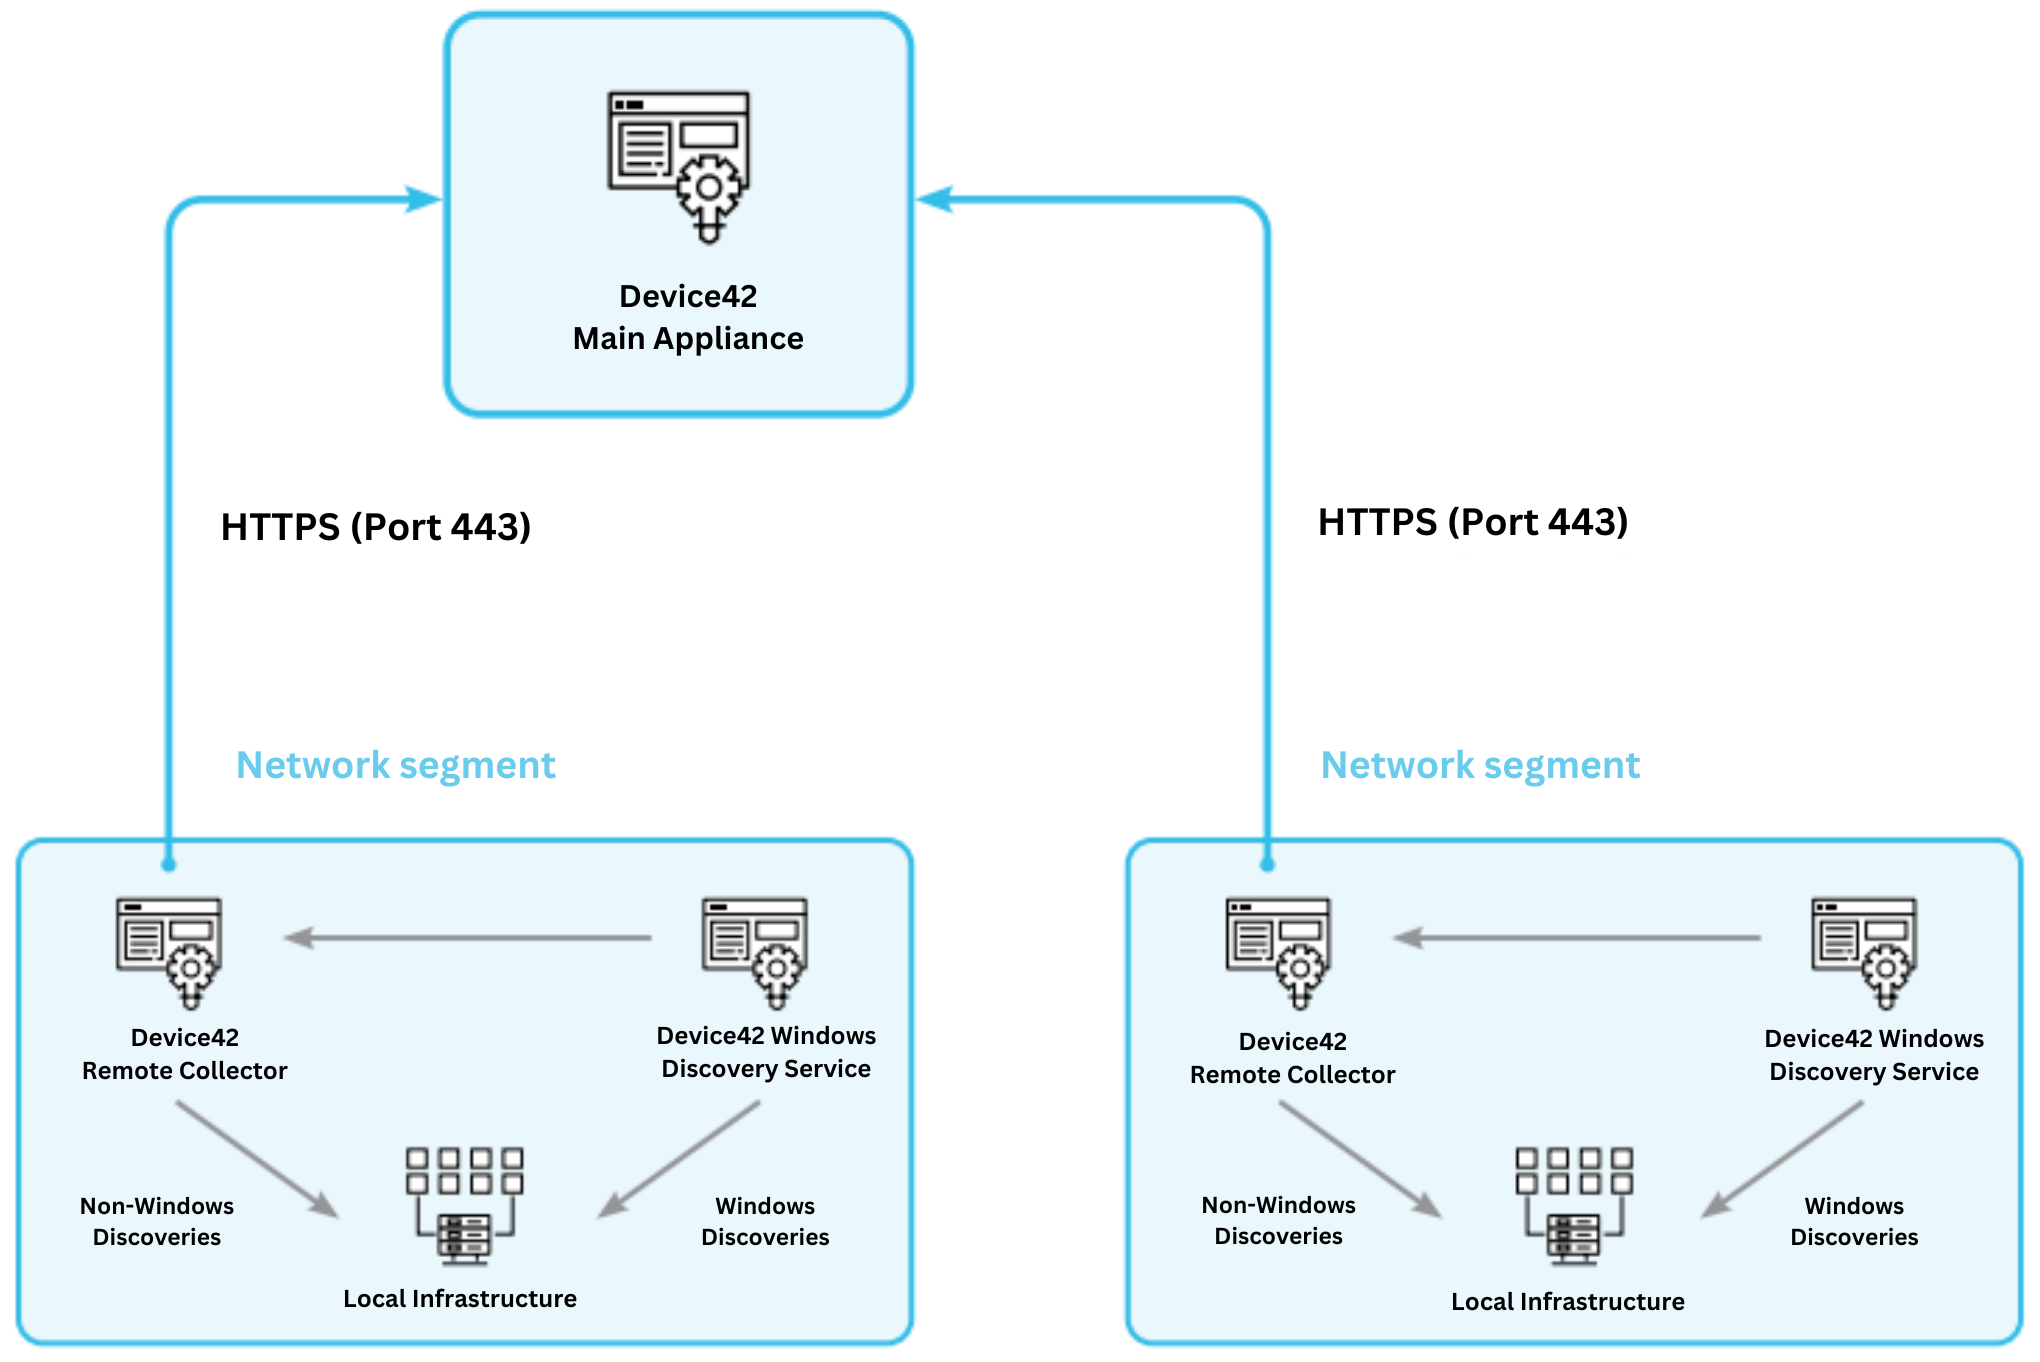 Device42
Main Appliance
HTTPS (Port 443)
HTTPS (Port 443)
Network segment
Network segment
Device42
Remote Collector
Device42 Windows
Discovery Service
Non-Windows
Discoveries
Windows
Discoveries
Local Infrastructure
Device42
Remote Collector
Device42 Windows
Discovery Service
Non-Windows
Discoveries
Windows
Discoveries
Local Infrastructure